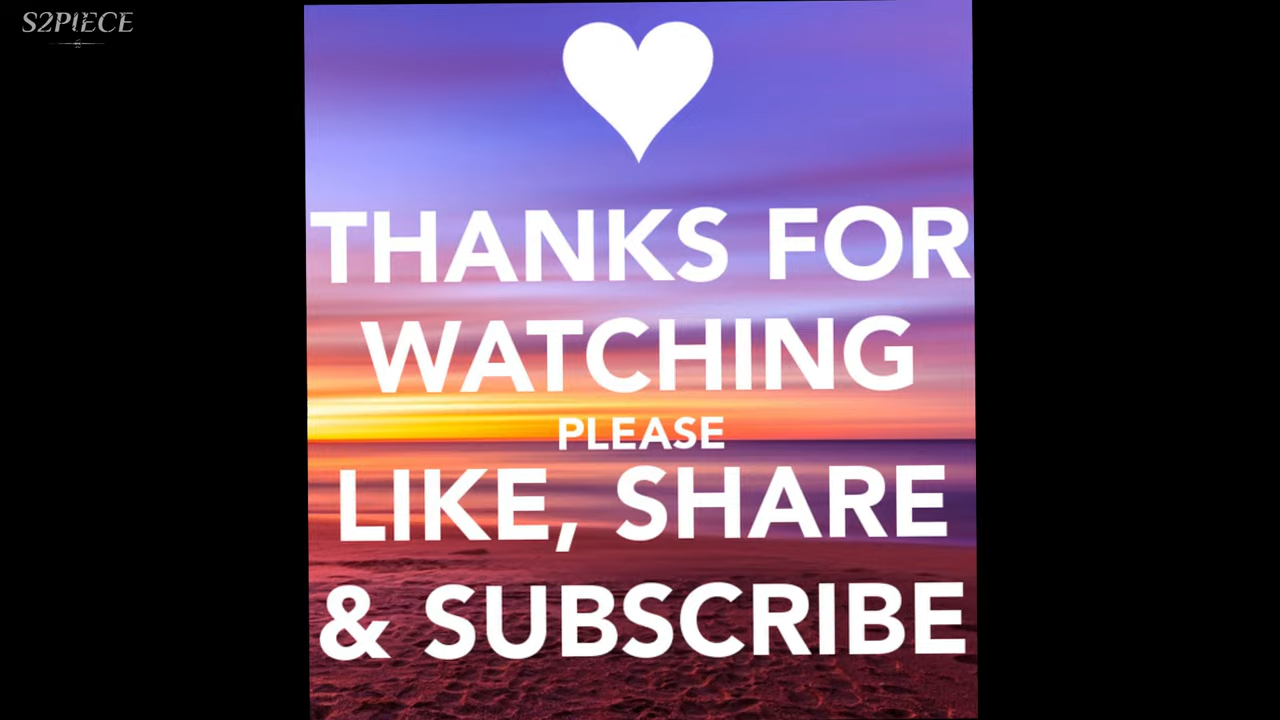 S2PIECE
THANKS FOR
WATCHING
PLEASE
LIKE, SHARE
& SUBSCRIBE